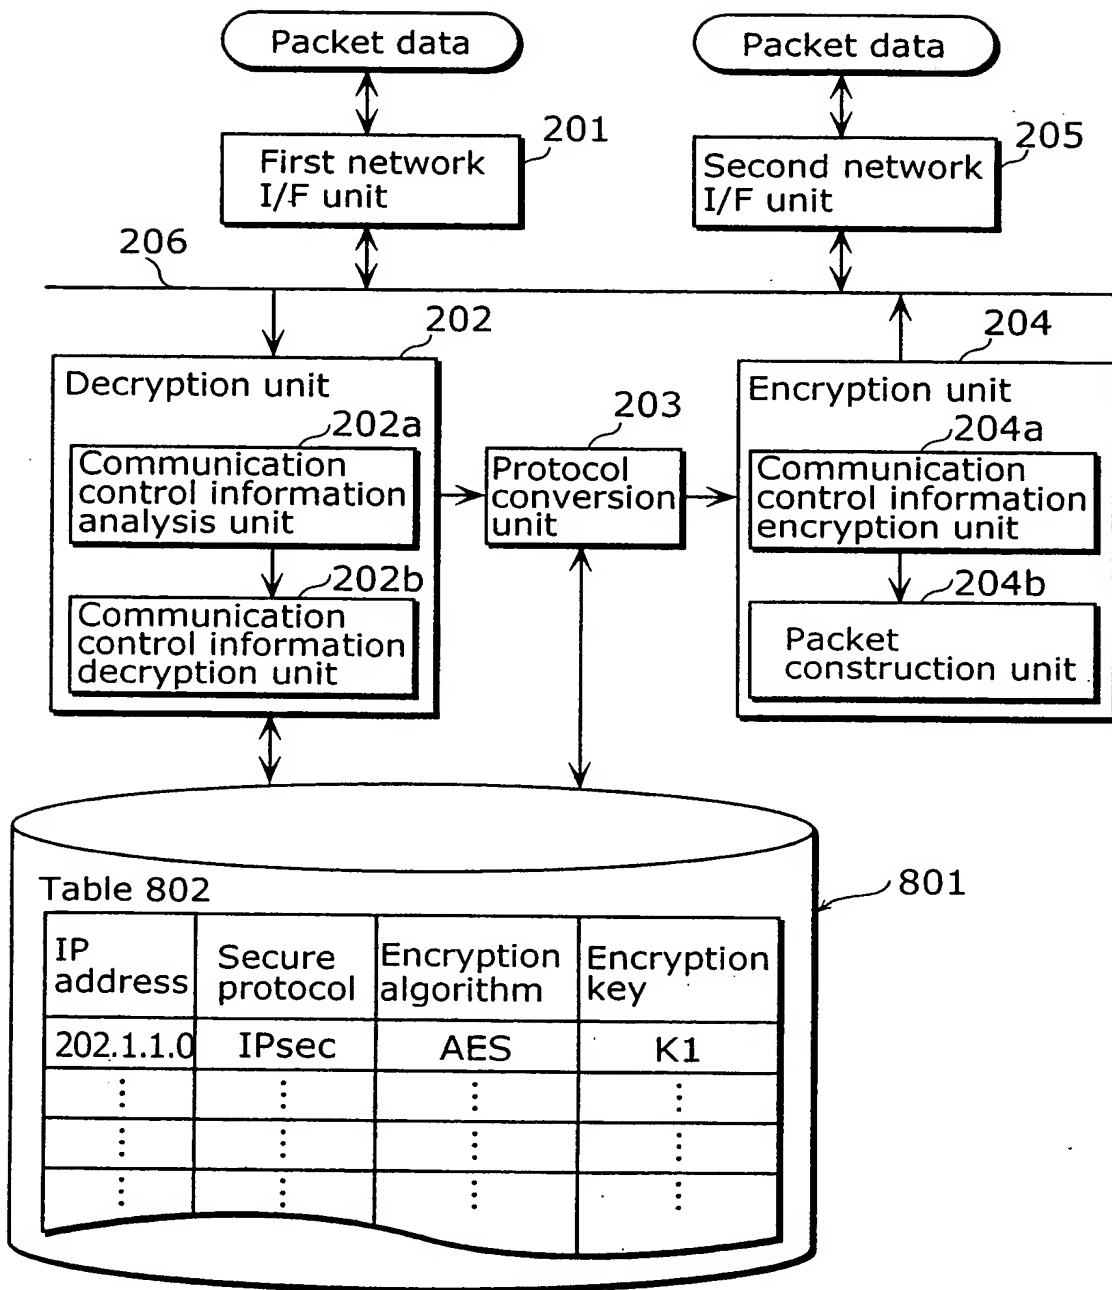 Packet data
Packet data
201
205
First network
I/F unit
Second network
I/F unit
206
202
204
Decryption unit
Encryption unit
202a
203
204a
Communication
control information
analysis unit
Protocol
conversion
unit
Communication
control information
encryption unit
202b
204b
Communication
control information
decryption unit
Packet
construction unit
801
Table 802
IP
address
Secure
protocol
Encryption
algorithm
Encryption
key
202.1.1.0 IPsec AES K1